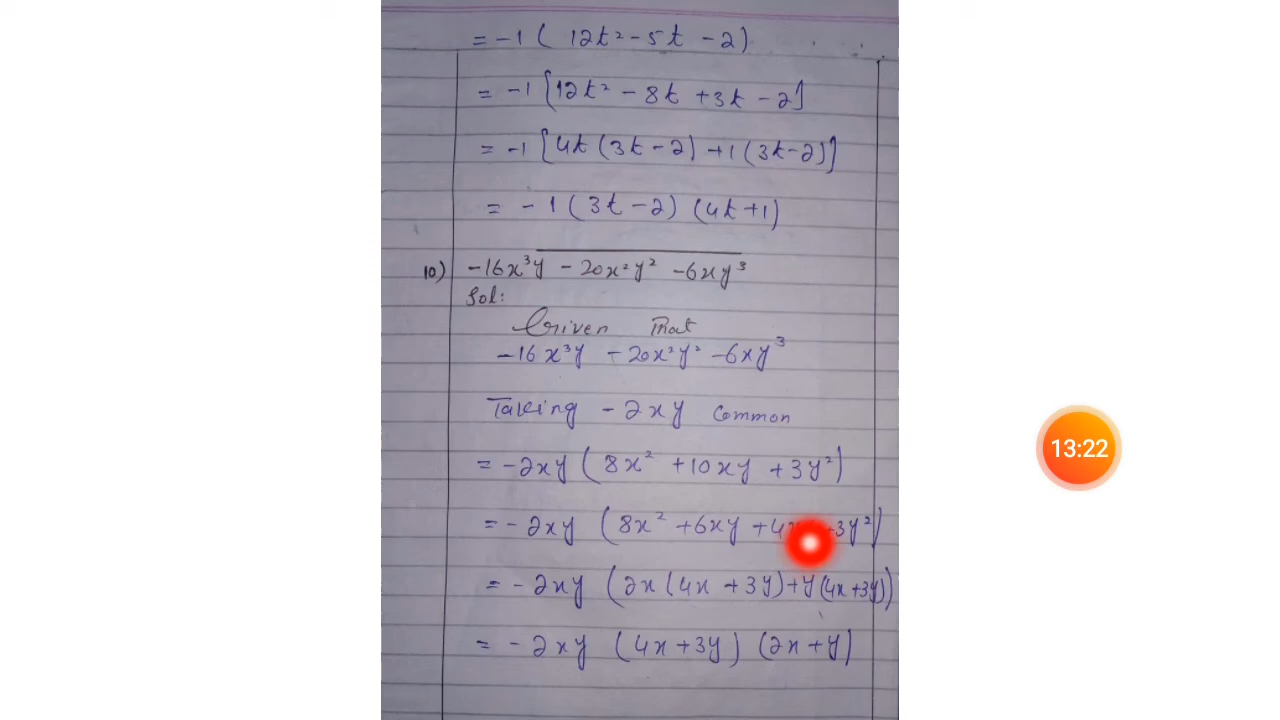 = -1 ( 12t² - 5t - 2)
= -1 [12t² - 8t + 3t - 2]
= -1 [4t (3t - 2) + 1 (3t - 2)]
= - 1 (3t - 2) (4t + 1)
10) -16x³y - 20x²y² - 6xy³
Sol:
Given That
-16x³y - 20x²y² - 6xy³
Taking - 2xy Common
= -2xy ( 8x² + 10xy + 3y²)
= - 2xy (8x² + 6xy + +3y²)
= - 2xy (2x (4x + 3y) + y (4x + 3y))
= - 2xy (4x + 3y) (2x + y)
13:22